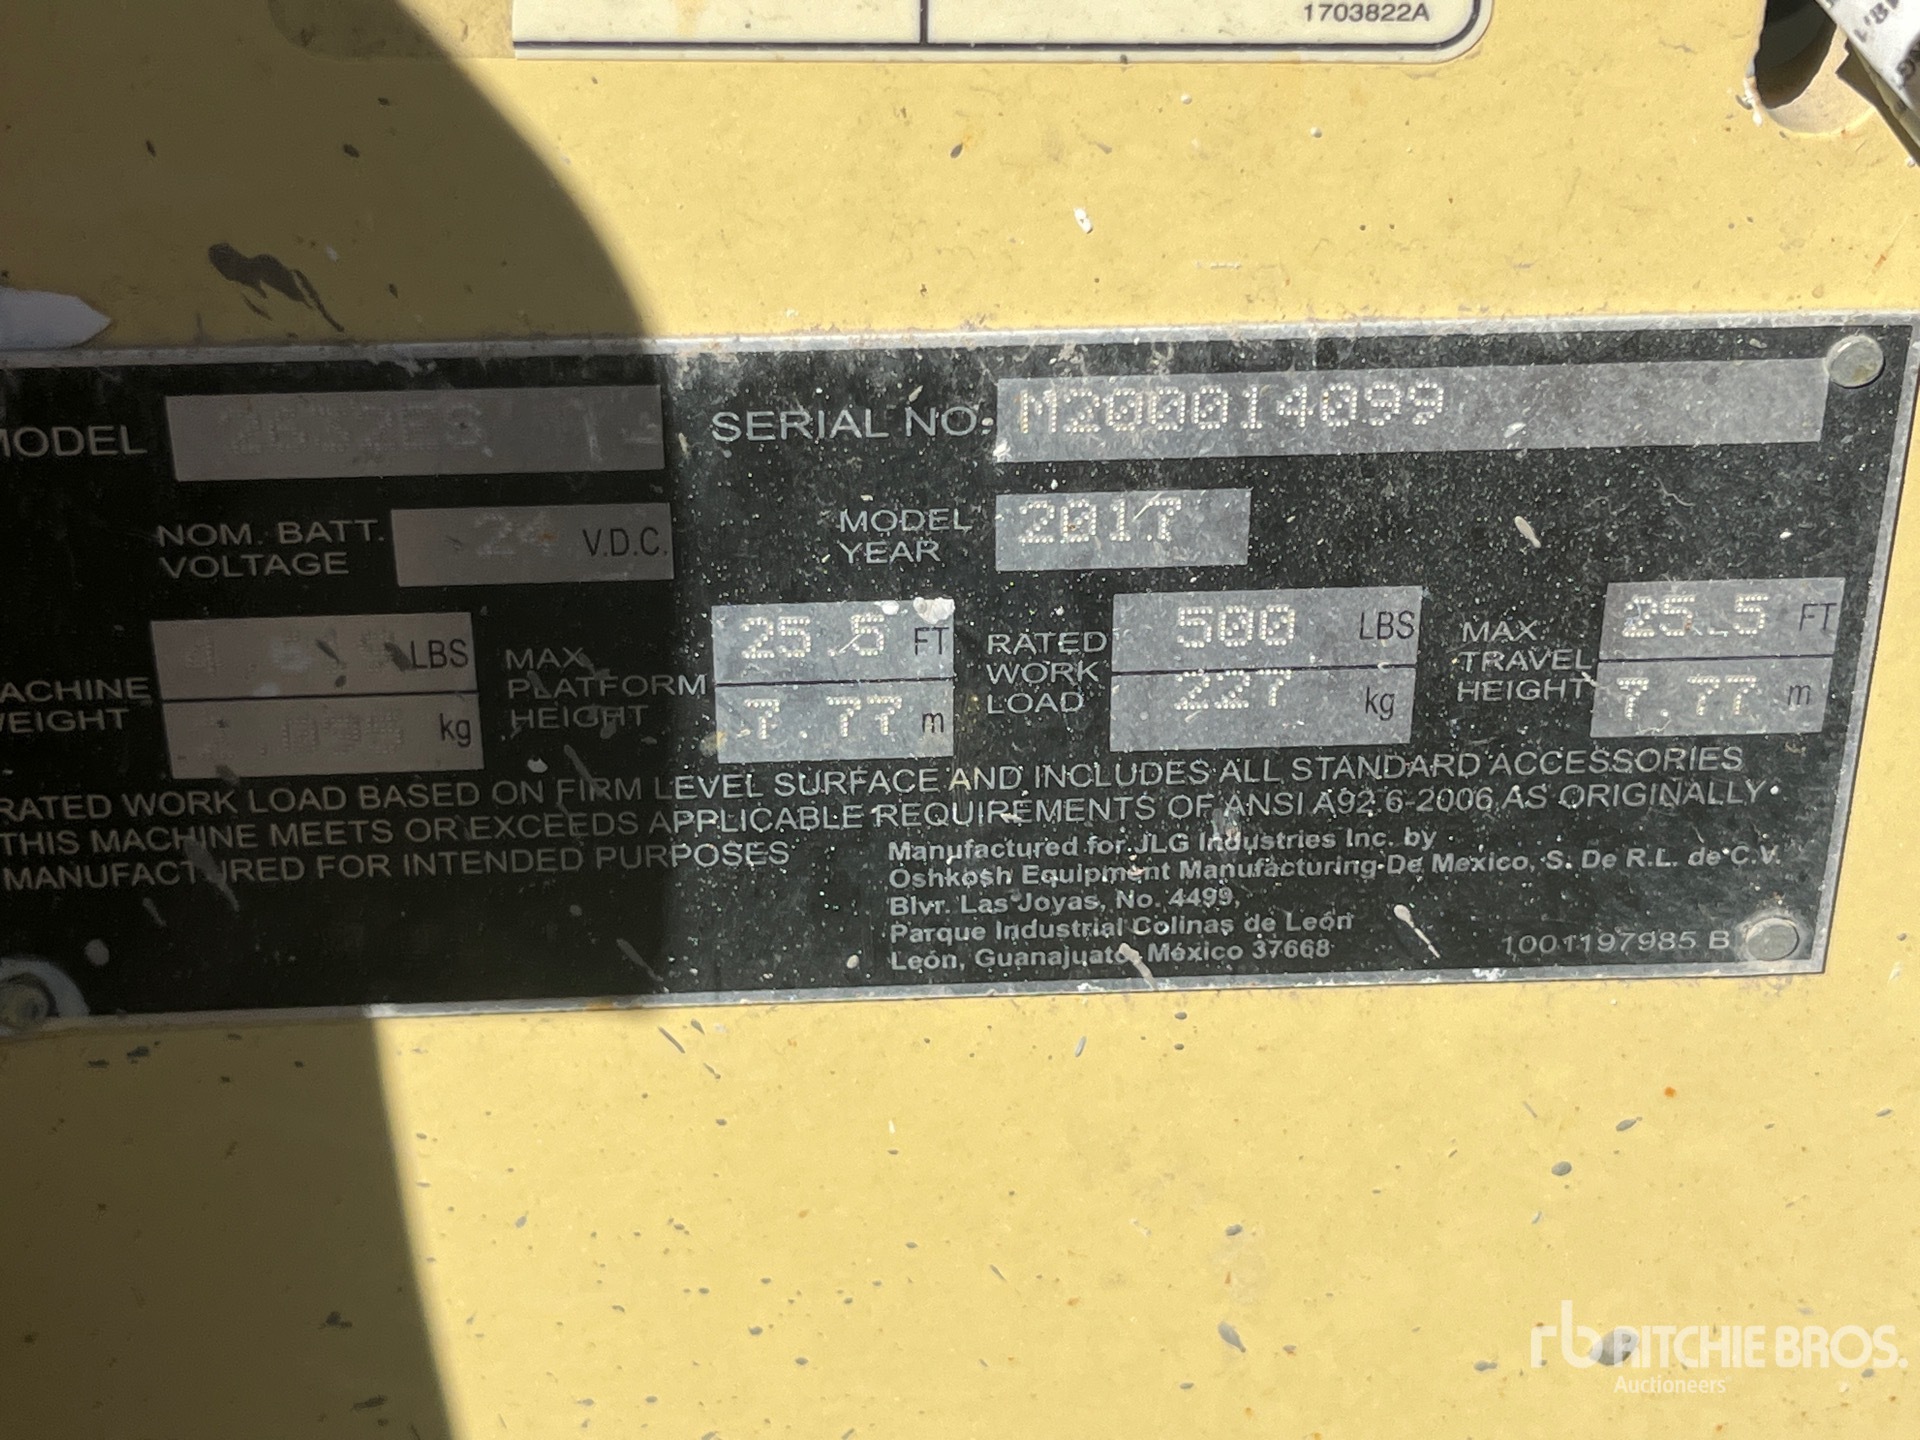 1703822A
MODEL 2632ES
SERIAL NO. M200014099
NOM. BATT. VOLTAGE 24 V.D.C.
MODEL YEAR 2017
MACHINE WEIGHT LBS
kg
MAX. PLATFORM HEIGHT 25.5 FT
7.77 m
RATED WORK LOAD 500 LBS
227 kg
MAX. TRAVEL HEIGHT 25.5 FT
7.77 m
RATED WORK LOAD BASED ON FIRM LEVEL SURFACE AND INCLUDES ALL STANDARD ACCESSORIES
THIS MACHINE MEETS OR EXCEEDS APPLICABLE REQUIREMENTS OF ANSI A92.6-2006 AS ORIGINALLY
MANUFACTURED FOR INTENDED PURPOSES
Manufactured for JLG Industries Inc. by
Oshkosh Equipment Manufacturing De Mexico, S. De R.L. de C.V.
Blvr. Las Joyas, No. 4499,
Parque Industrial Colinas de León
León, Guanajuato, México 37668
1001197985 B
rb RITCHIE BROS.
Auctioneers